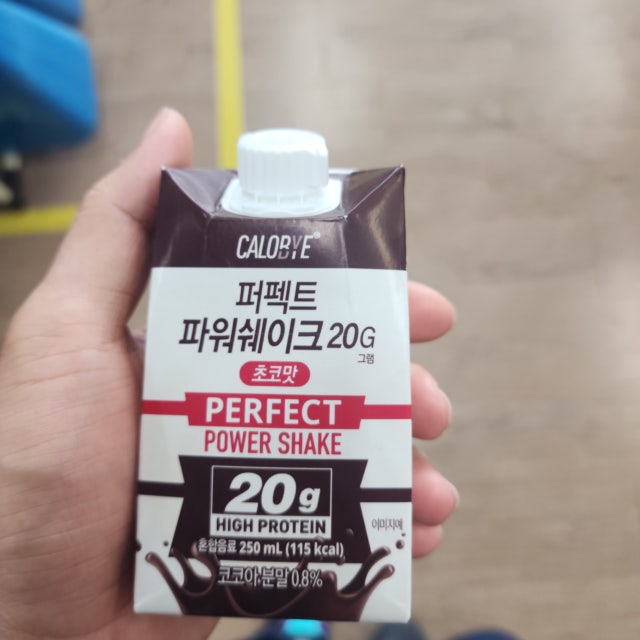 CALOBYE®
퍼펙트
파워쉐이크 20G
그램
초코맛
PERFECT
POWER SHAKE
20g
HIGH PROTEIN
이미지예
혼합음료 250 mL (115 kcal)
코코아분말 0.8%